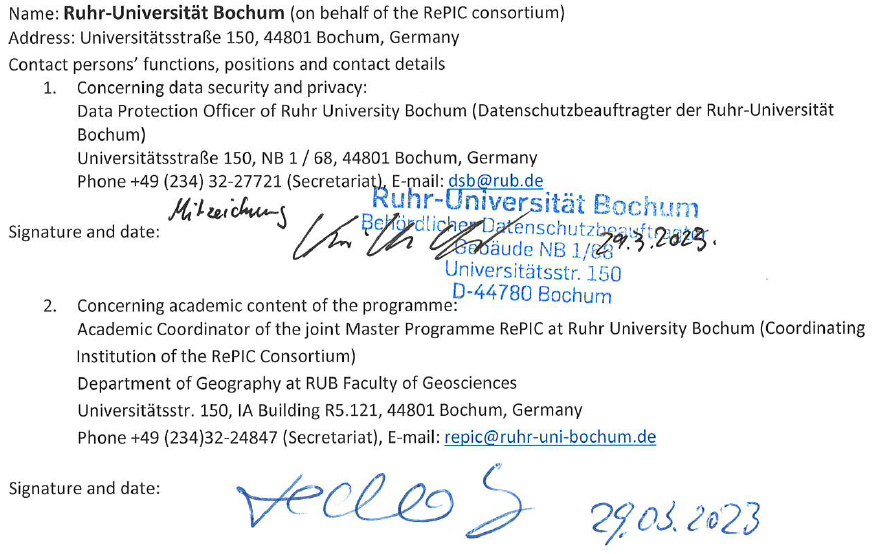 Name: Ruhr-Universität Bochum (on behalf of the RePIC consortium)
Address: Universitätsstraße 150, 44801 Bochum, Germany
Contact persons' functions, positions and contact details
1. Concerning data security and privacy:
Data Protection Officer of Ruhr University Bochum (Datenschutzbeauftragter der Ruhr-Universität
Bochum)
Universitätsstraße 150, NB 1 / 68, 44801 Bochum, Germany
Phone +49 (234) 32-27721 (Secretariat), E-mail: dsb@rub.de
Mitzeichnung
Signature and date: 29.3.2023.
Ruhr-Universität Bochum
Behördlicher Datenschutzbeauftragter
Gebäude NB 1/68
Universitätsstr. 150
D-44780 Bochum
2. Concerning academic content of the programme:
Academic Coordinator of the joint Master Programme RePIC at Ruhr University Bochum (Coordinating
Institution of the RePIC Consortium)
Department of Geography at RUB Faculty of Geosciences
Universitätsstr. 150, IA Building R5.121, 44801 Bochum, Germany
Phone +49 (234)32-24847 (Secretariat), E-mail: repic@ruhr-uni-bochum.de
Signature and date: 29.03.2023